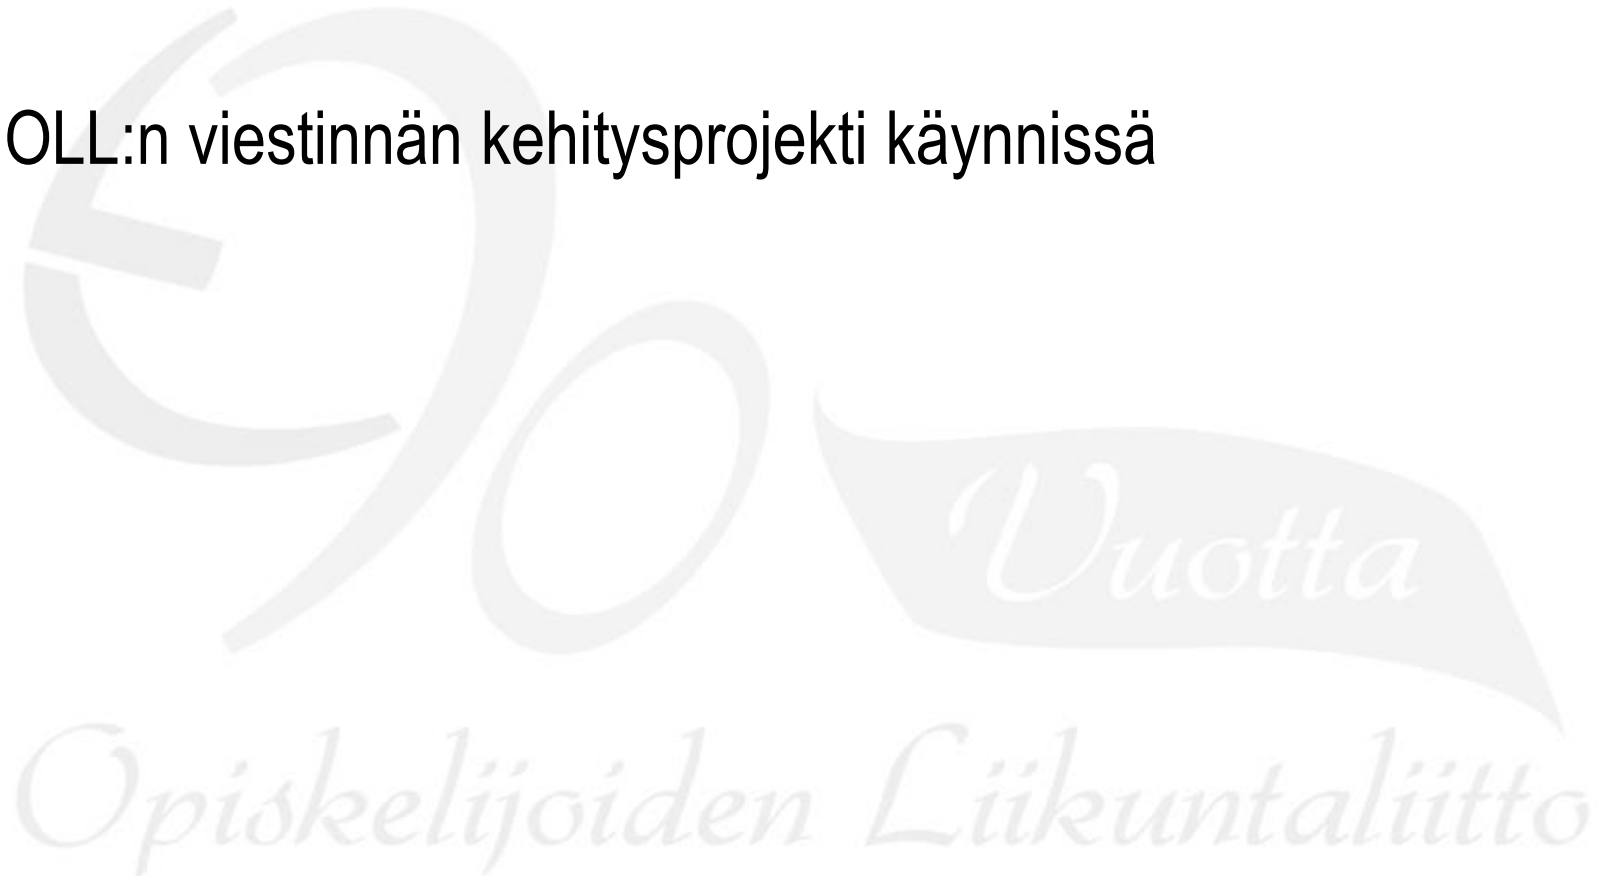 OLL:n viestinnän kehitysprojekti käynnissä
90
Vuotta
Opiskelijoiden Liikuntaliitto